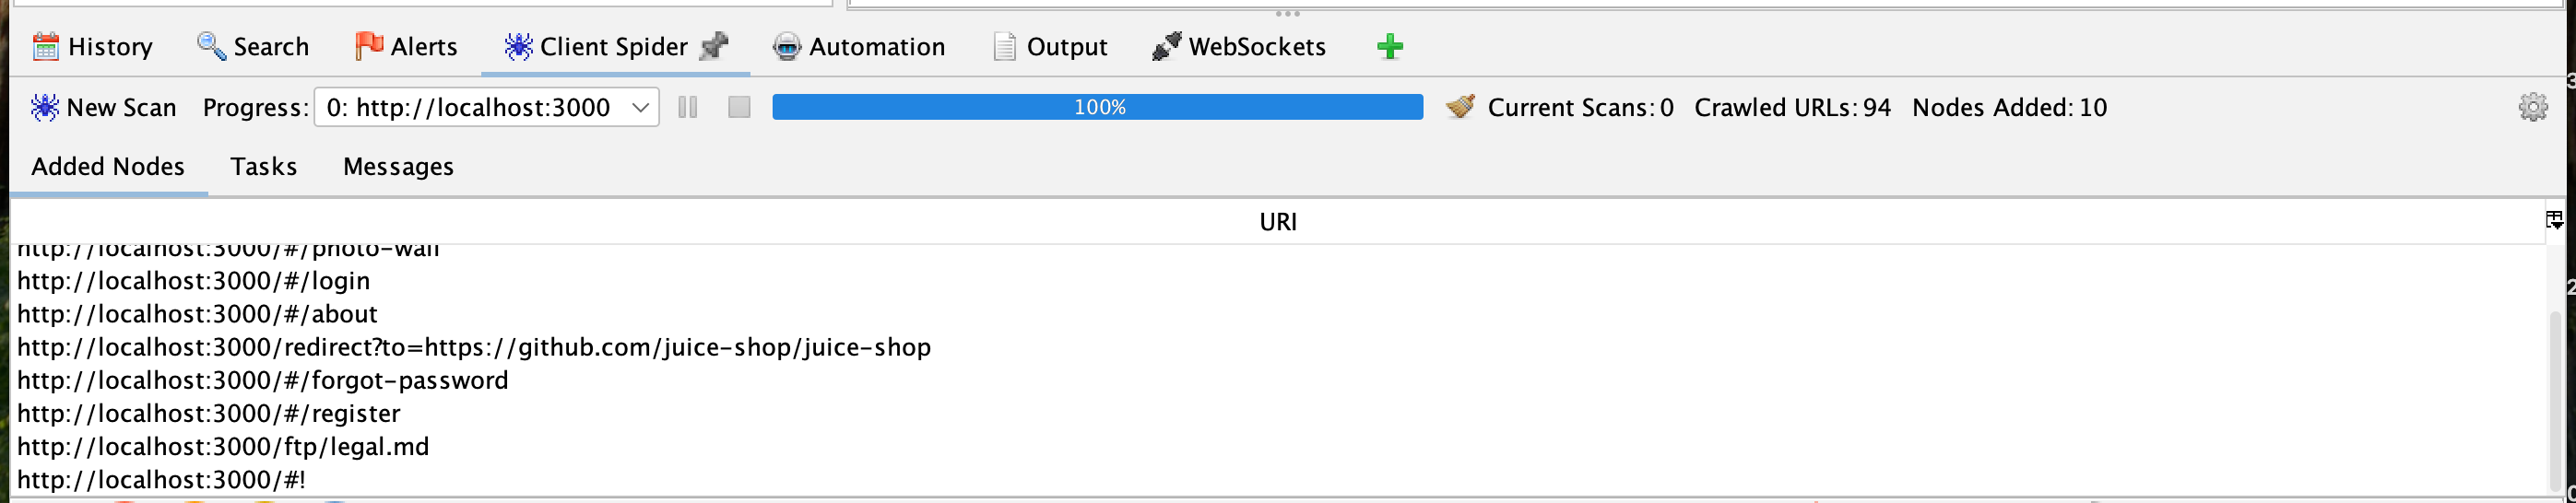 History Search Alerts Client Spider Automation Output WebSockets
New Scan Progress: 0: http://localhost:3000 100% Current Scans: 0 Crawled URLs: 94 Nodes Added: 10
Added Nodes Tasks Messages
URI
http://localhost:3000/#/photo-wall
http://localhost:3000/#/login
http://localhost:3000/#/about
http://localhost:3000/redirect?to=https://github.com/juice-shop/juice-shop
http://localhost:3000/#/forgot-password
http://localhost:3000/#/register
http://localhost:3000/ftp/legal.md
http://localhost:3000/#!